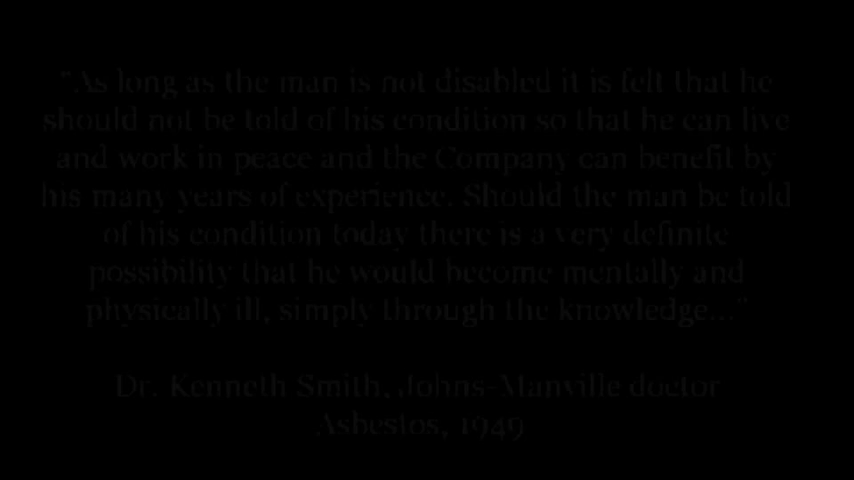 "As long as the man is not disabled it is felt that he
should not be told of his condition so that he can live
and work in peace and the Company can benefit by
his many years of experience. Should the man be told
of his condition today there is a very definite
possibility that he would become mentally and
physically ill, simply through the knowledge..."
Dr. Kenneth Smith, Johns-Manville doctor
Asbestos, 1949